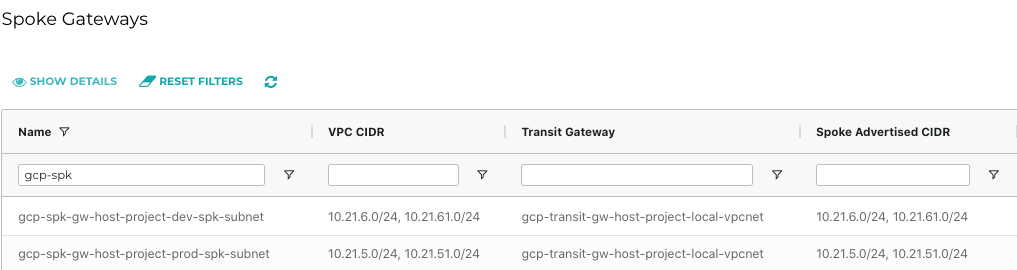 Spoke Gateways
SHOW DETAILS RESET FILTERS
Name VPC CIDR Transit Gateway Spoke Advertised CIDR
gcp-spk
gcp-spk-gw-host-project-dev-spk-subnet 10.21.6.0/24, 10.21.61.0/24 gcp-transit-gw-host-project-local-vpcnet 10.21.6.0/24, 10.21.61.0/24
gcp-spk-gw-host-project-prod-spk-subnet 10.21.5.0/24, 10.21.51.0/24 gcp-transit-gw-host-project-local-vpcnet 10.21.5.0/24, 10.21.51.0/24